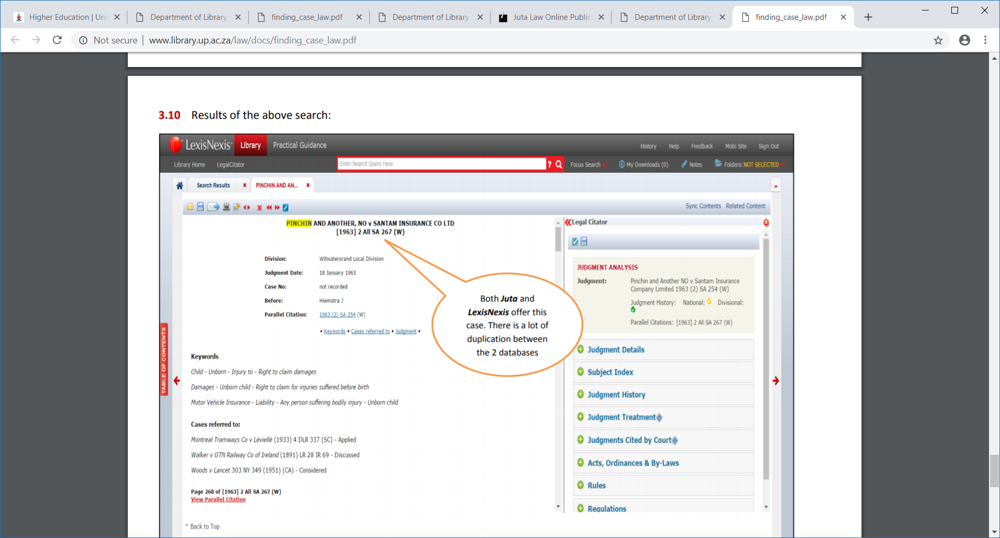 Higher Education | Uni
Department of Library
finding_case_law.pdf
Department of Library
Juta Law Online Public
Department of Library
finding_case_law.pdf
Not secure
www.library.up.ac.za/law/docs/finding_case_law.pdf
3.10 Results of the above search:
LexisNexis
Library
Practical Guidance
History
Help
Feedback
Mobi Site
Sign Out
Library Home
LegalCitator
Enter Search Query Here
?
Focus Search
My Downloads (0)
Notes
Folders: NOT SELECTED
Search Results
PINCHIN AND AN...
Sync Contents
Related Content
PINCHIN AND ANOTHER, NO v SANTAM INSURANCE CO LTD
[1963] 2 All SA 267 (W)
Division: Witwatersrand Local Division
Judgment Date: 18 January 1963
Case No: not recorded
Before: Hiemstra J
Parallel Citation: 1963 (2) SA 254 (W)
• Keywords • Cases referred to • Judgment •
Both Juta and
LexisNexis offer this
case. There is a lot of
duplication between
the 2 databases
TABLE OF CONTENTS
Keywords
Child - Unborn - Injury to - Right to claim damages
Damages - Unborn child - Right to claim for injuries suffered before birth
Motor Vehicle Insurance - Liability - Any person suffering bodily injury - Unborn child
Cases referred to:
Montreal Tramways Co v Léviellé (1933) 4 DLR 337 (SC) - Applied
Walker v GTN Railway Co of Ireland (1891) LR 28 IR 69 - Discussed
Woods v Lancet 303 NY 349 (1951) (CA) - Considered
Page 268 of [1963] 2 All SA 267 (W)
View Parallel Citation
^ Back to Top
Legal Citator
JUDGMENT ANALYSIS
Judgment: Pinchin and Another NO v Santam Insurance
Company Limited 1963 (2) SA 254 (W)
Judgment History: National: Divisional:
Parallel Citations: [1963] 2 All SA 267 (W)
Judgment Details
Subject Index
Judgment History
Judgment Treatment
Judgments Cited by Court
Acts, Ordinances & By-Laws
Rules
Regulations